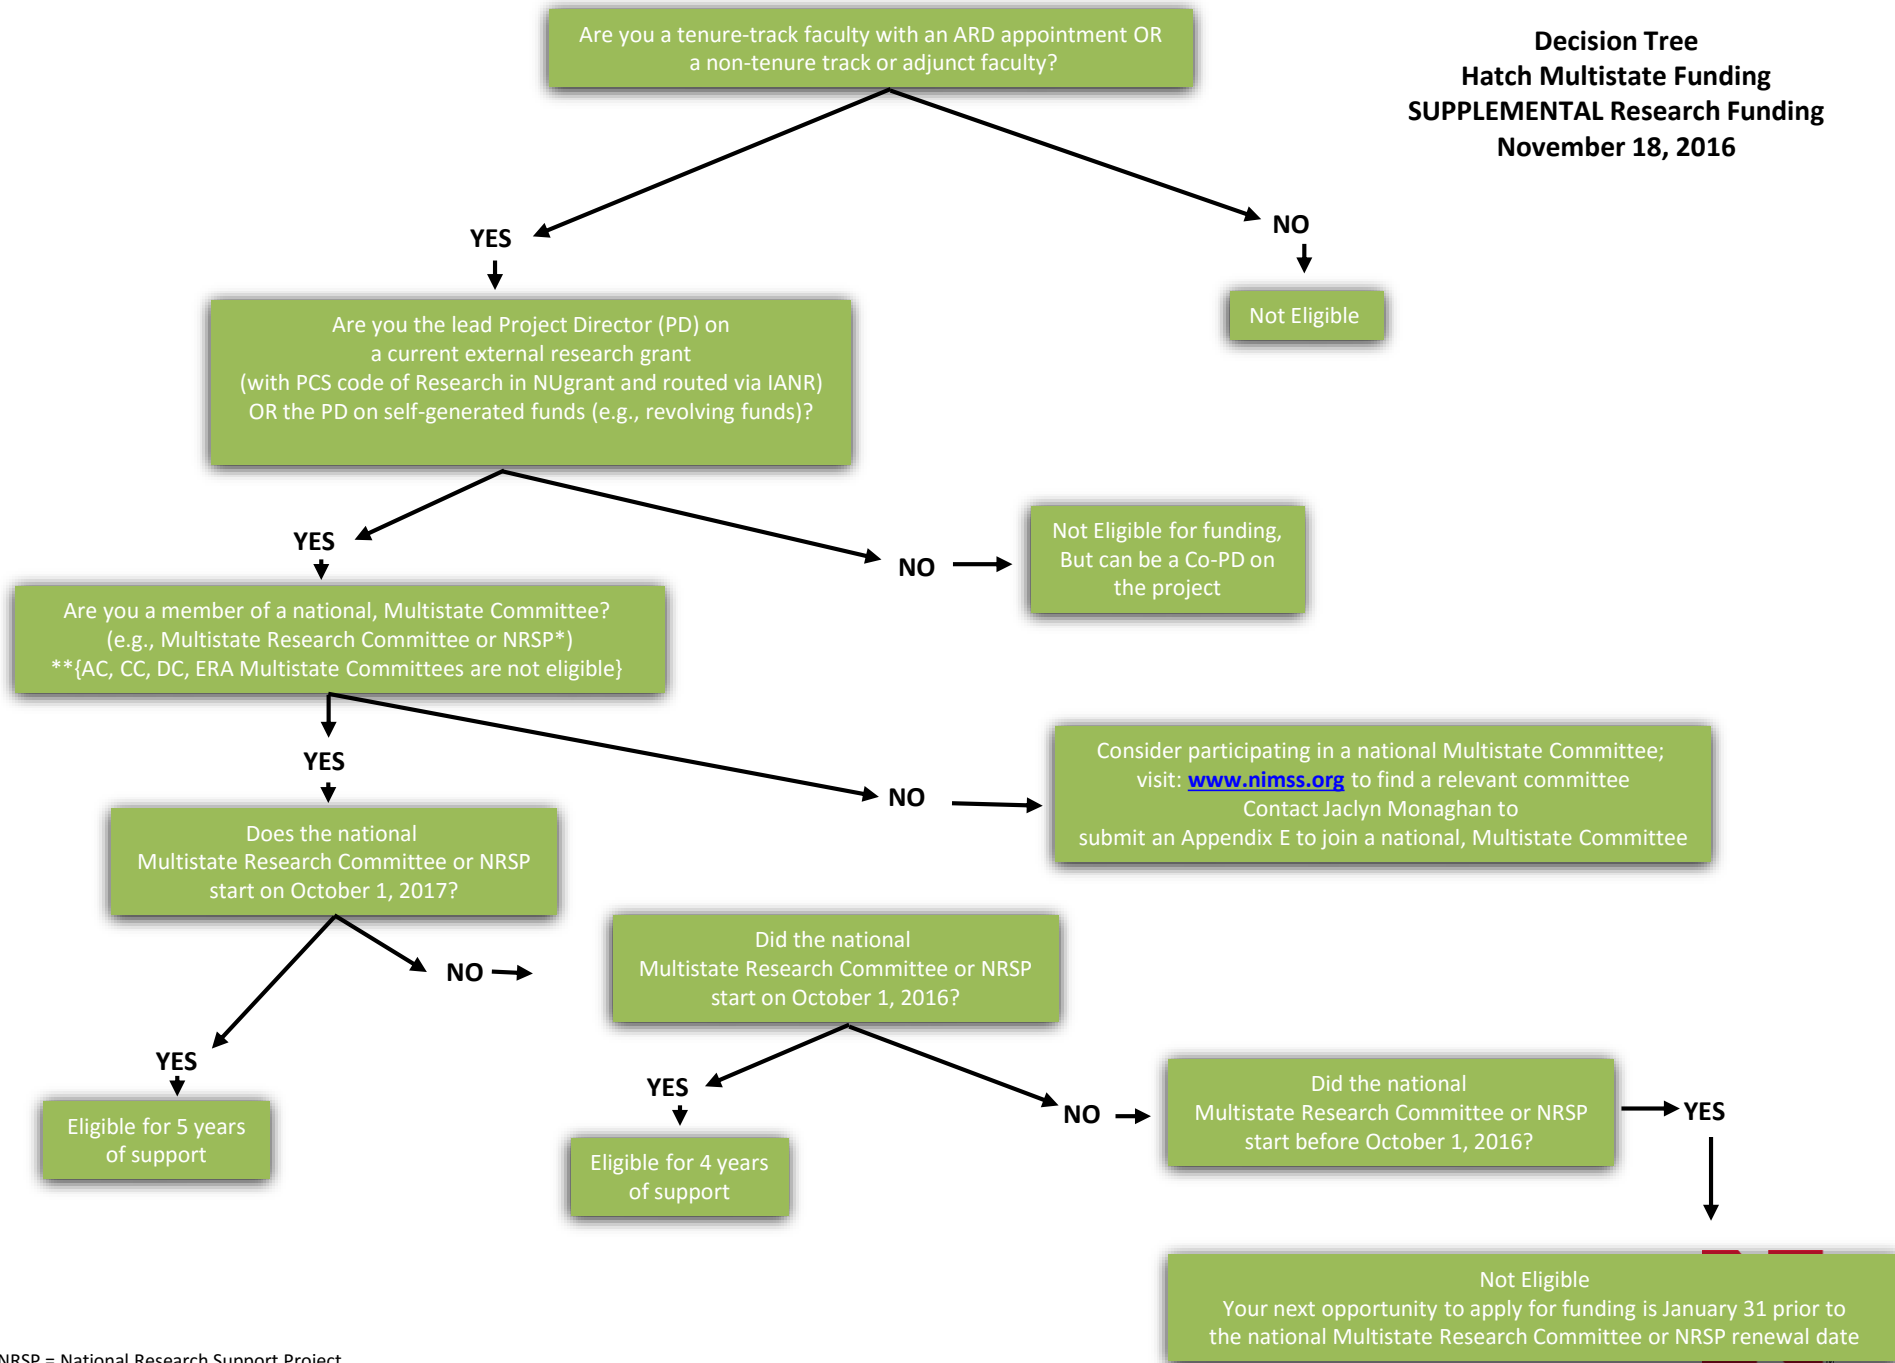 Are you a tenure-track faculty with an ARD appointment OR
a non-tenure track or adjunct faculty?
Decision Tree
Hatch Multistate Funding
SUPPLEMENTAL Research Funding
November 18, 2016
YES
NO
Not Eligible
Are you the lead Project Director (PD) on
a current external research grant
(with PCS code of Research in NUgrant and routed via IANR)
OR the PD on self-generated funds (e.g., revolving funds)?
YES
NO
Not Eligible for funding,
But can be a Co-PD on
the project
Are you a member of a national, Multistate Committee?
(e.g., Multistate Research Committee or NRSP*)
**{AC, CC, DC, ERA Multistate Committees are not eligible}
YES
NO
Consider participating in a national Multistate Committee;
visit: www.nimss.org to find a relevant committee
Contact Jaclyn Monaghan to
submit an Appendix E to join a national, Multistate Committee
Does the national
Multistate Research Committee or NRSP
start on October 1, 2017?
NO
Did the national
Multistate Research Committee or NRSP
start on October 1, 2016?
YES
Eligible for 5 years
of support
YES
Eligible for 4 years
of support
NO
Did the national
Multistate Research Committee or NRSP
start before October 1, 2016?
YES
Not Eligible
Your next opportunity to apply for funding is January 31 prior to
the national Multistate Research Committee or NRSP renewal date
NRSP = National Research Support Project